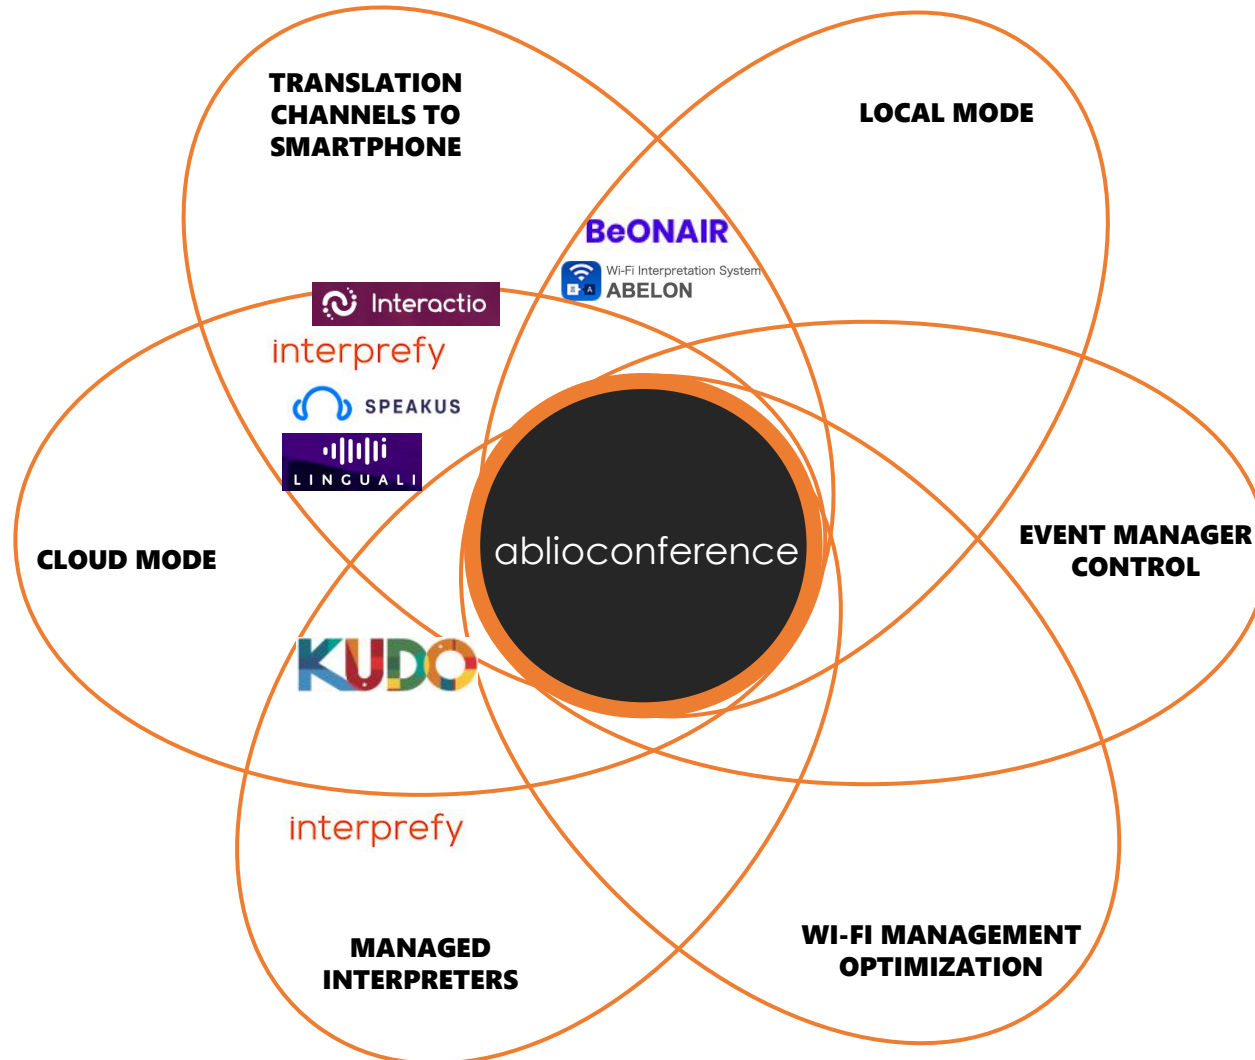 TRANSLATION
CHANNELS TO
SMARTPHONE
LOCAL MODE
BeONAIR
Wi-Fi Interpretation System
ABELON
Interactio
interprefy
SPEAKUS
LINGUALI
CLOUD MODE
ablioconference
EVENT MANAGER
CONTROL
KUDO
interprefy
MANAGED
INTERPRETERS
WI-FI MANAGEMENT
OPTIMIZATION